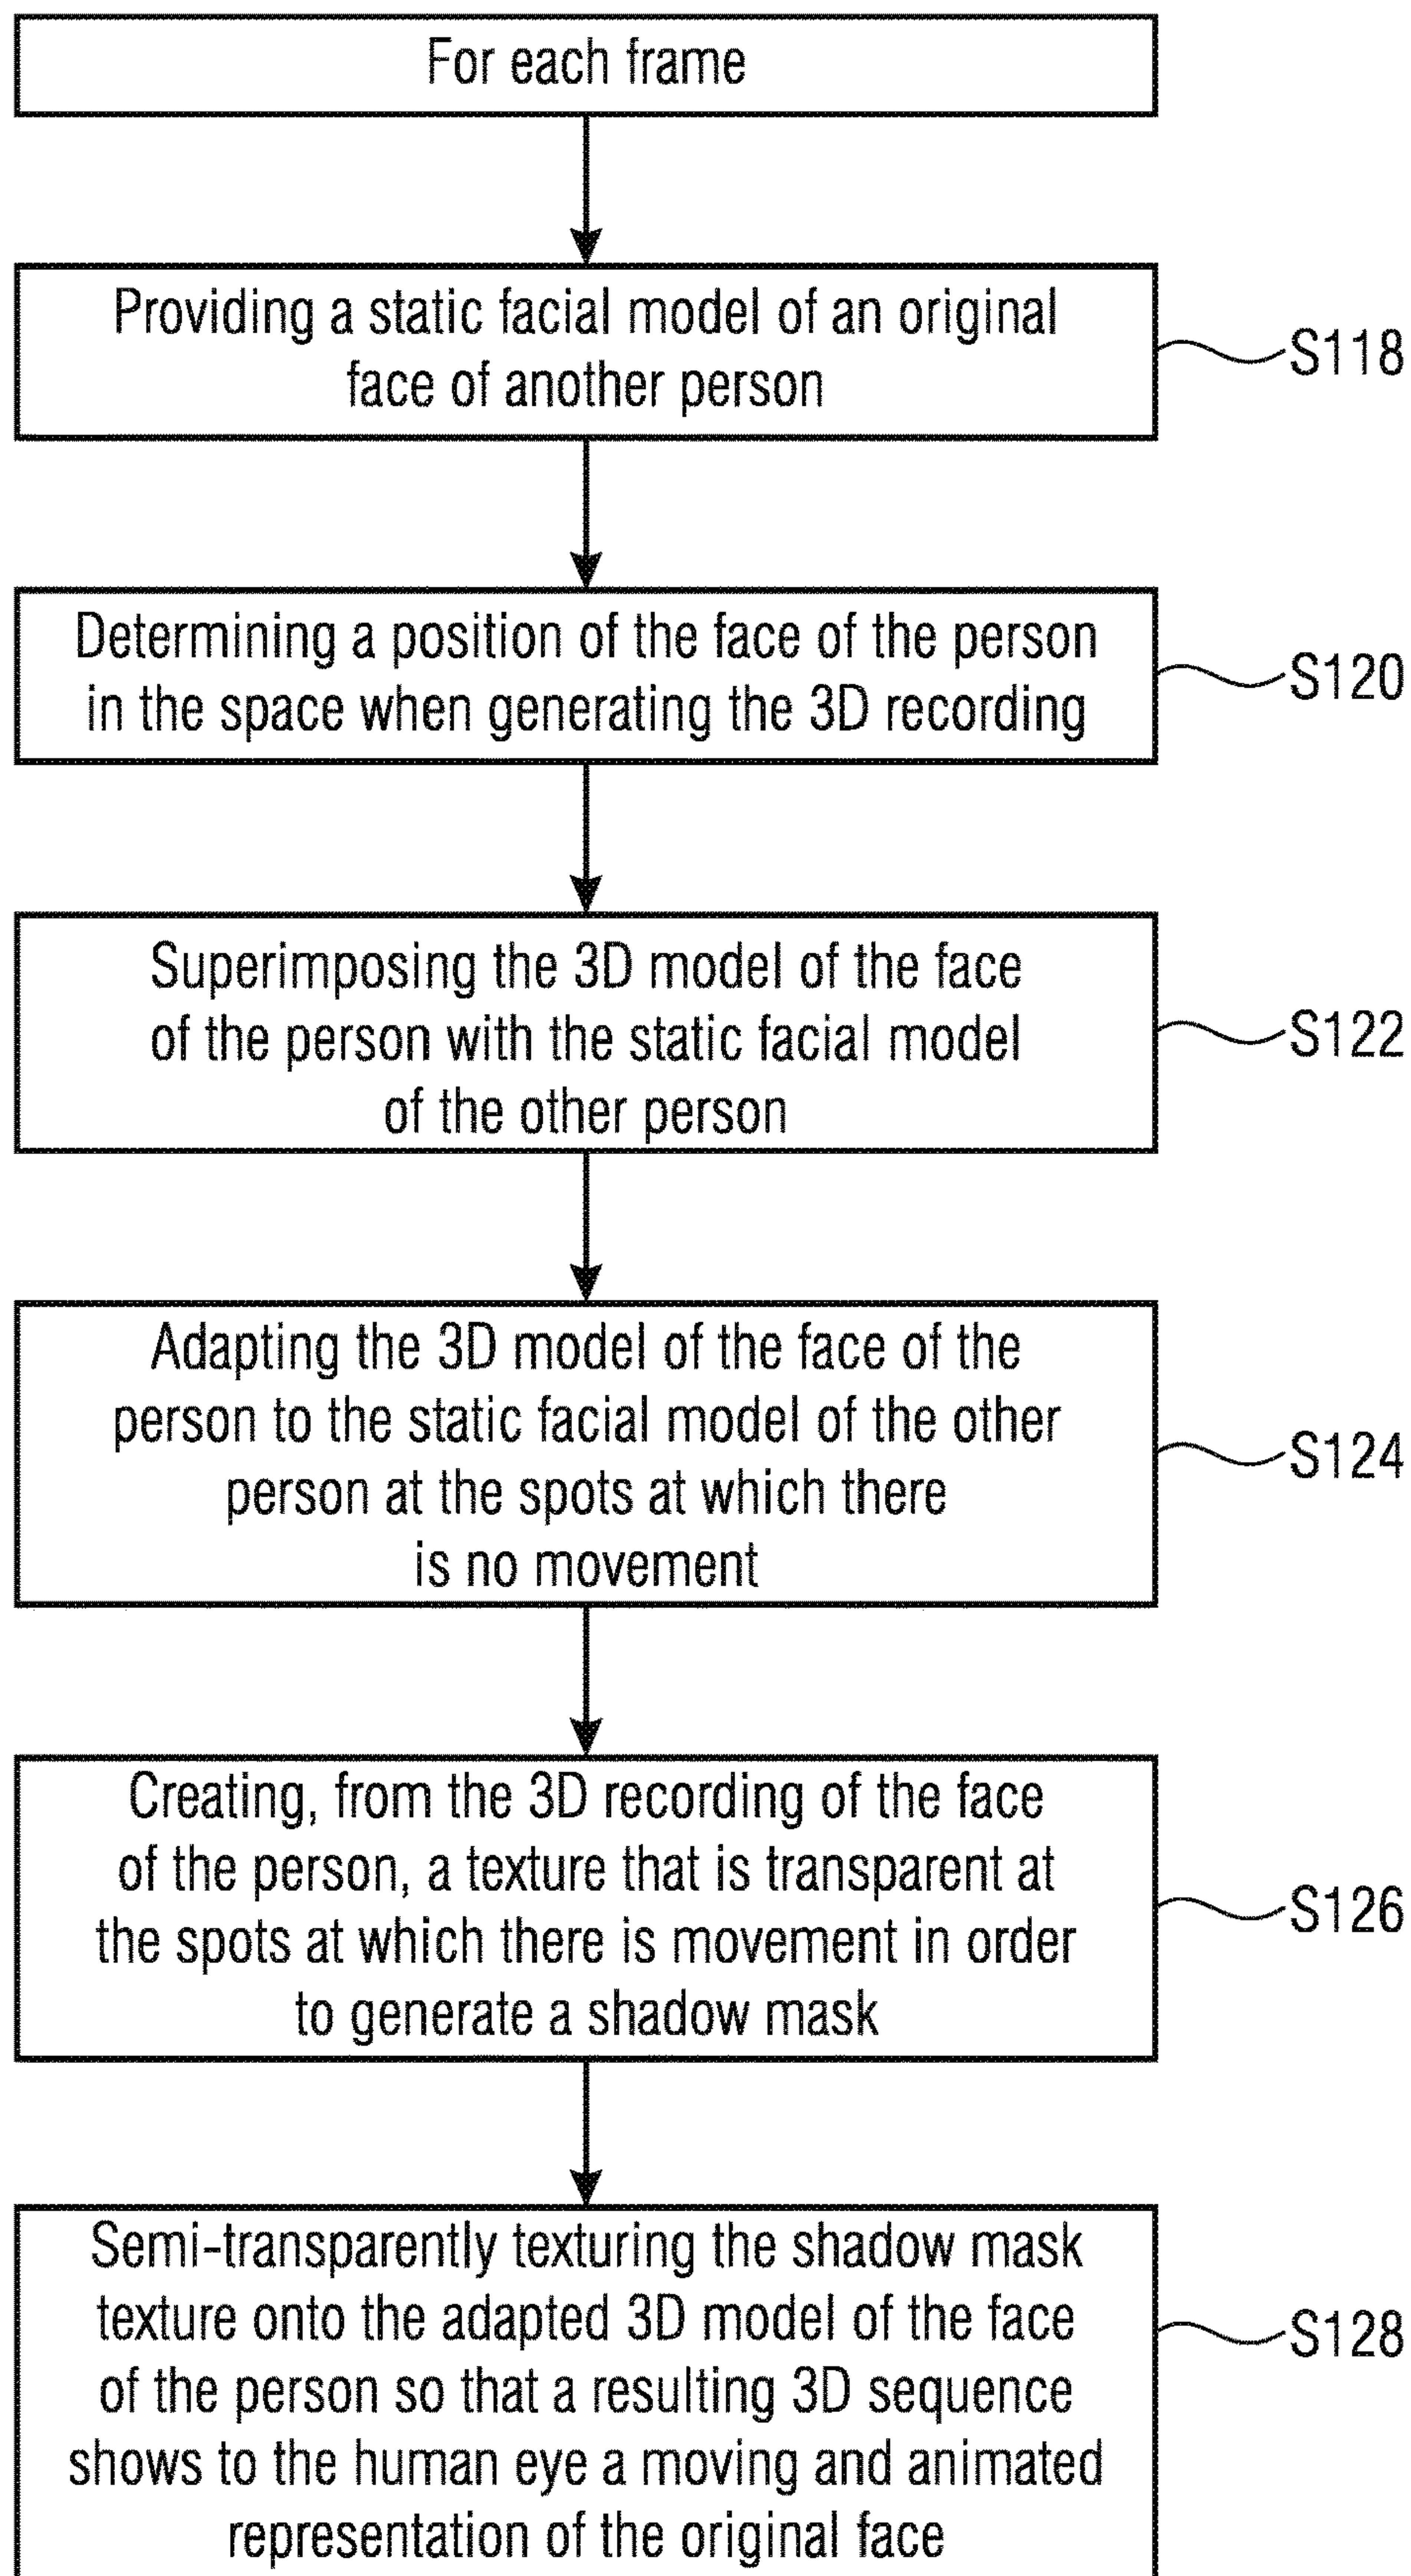 For each frame
Providing a static facial model of an original
face of another person
S118
Determining a position of the face of the person
in the space when generating the 3D recording
S120
Superimposing the 3D model of the face
of the person with the static facial model
of the other person
S122
Adapting the 3D model of the face of the
person to the static facial model of the other
person at the spots at which there
is no movement
S124
Creating, from the 3D recording of the face
of the person, a texture that is transparent at
the spots at which there is movement in order
to generate a shadow mask
S126
Semi-transparently texturing the shadow mask
texture onto the adapted 3D model of the face
of the person so that a resulting 3D sequence
shows to the human eye a moving and animated
representation of the original face
S128